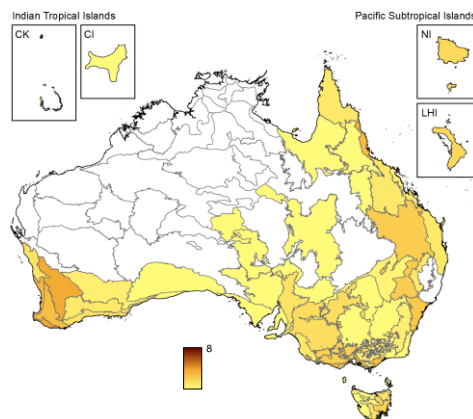 Indian Tropical Islands
CK
CI
Pacific Subtropical Islands
NI
LHI
8